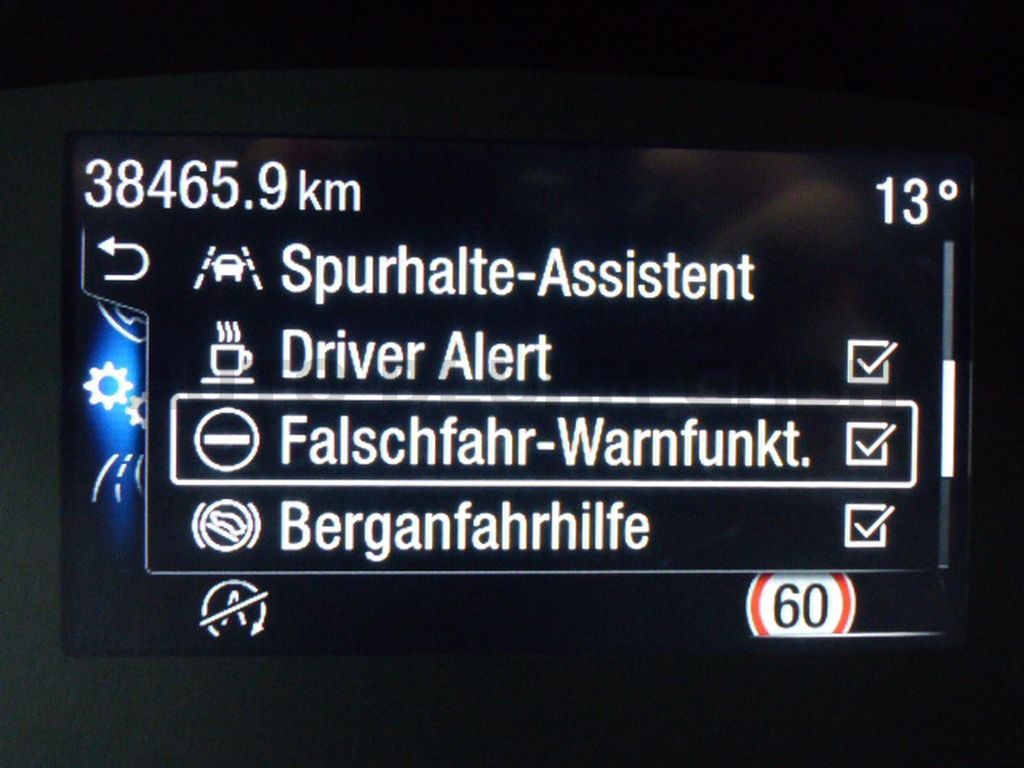 38465.9 km 13°
Spurhalte-Assistent
Driver Alert
Falschfahr-Warnfunkt.
Berganfahrhilfe
A 60